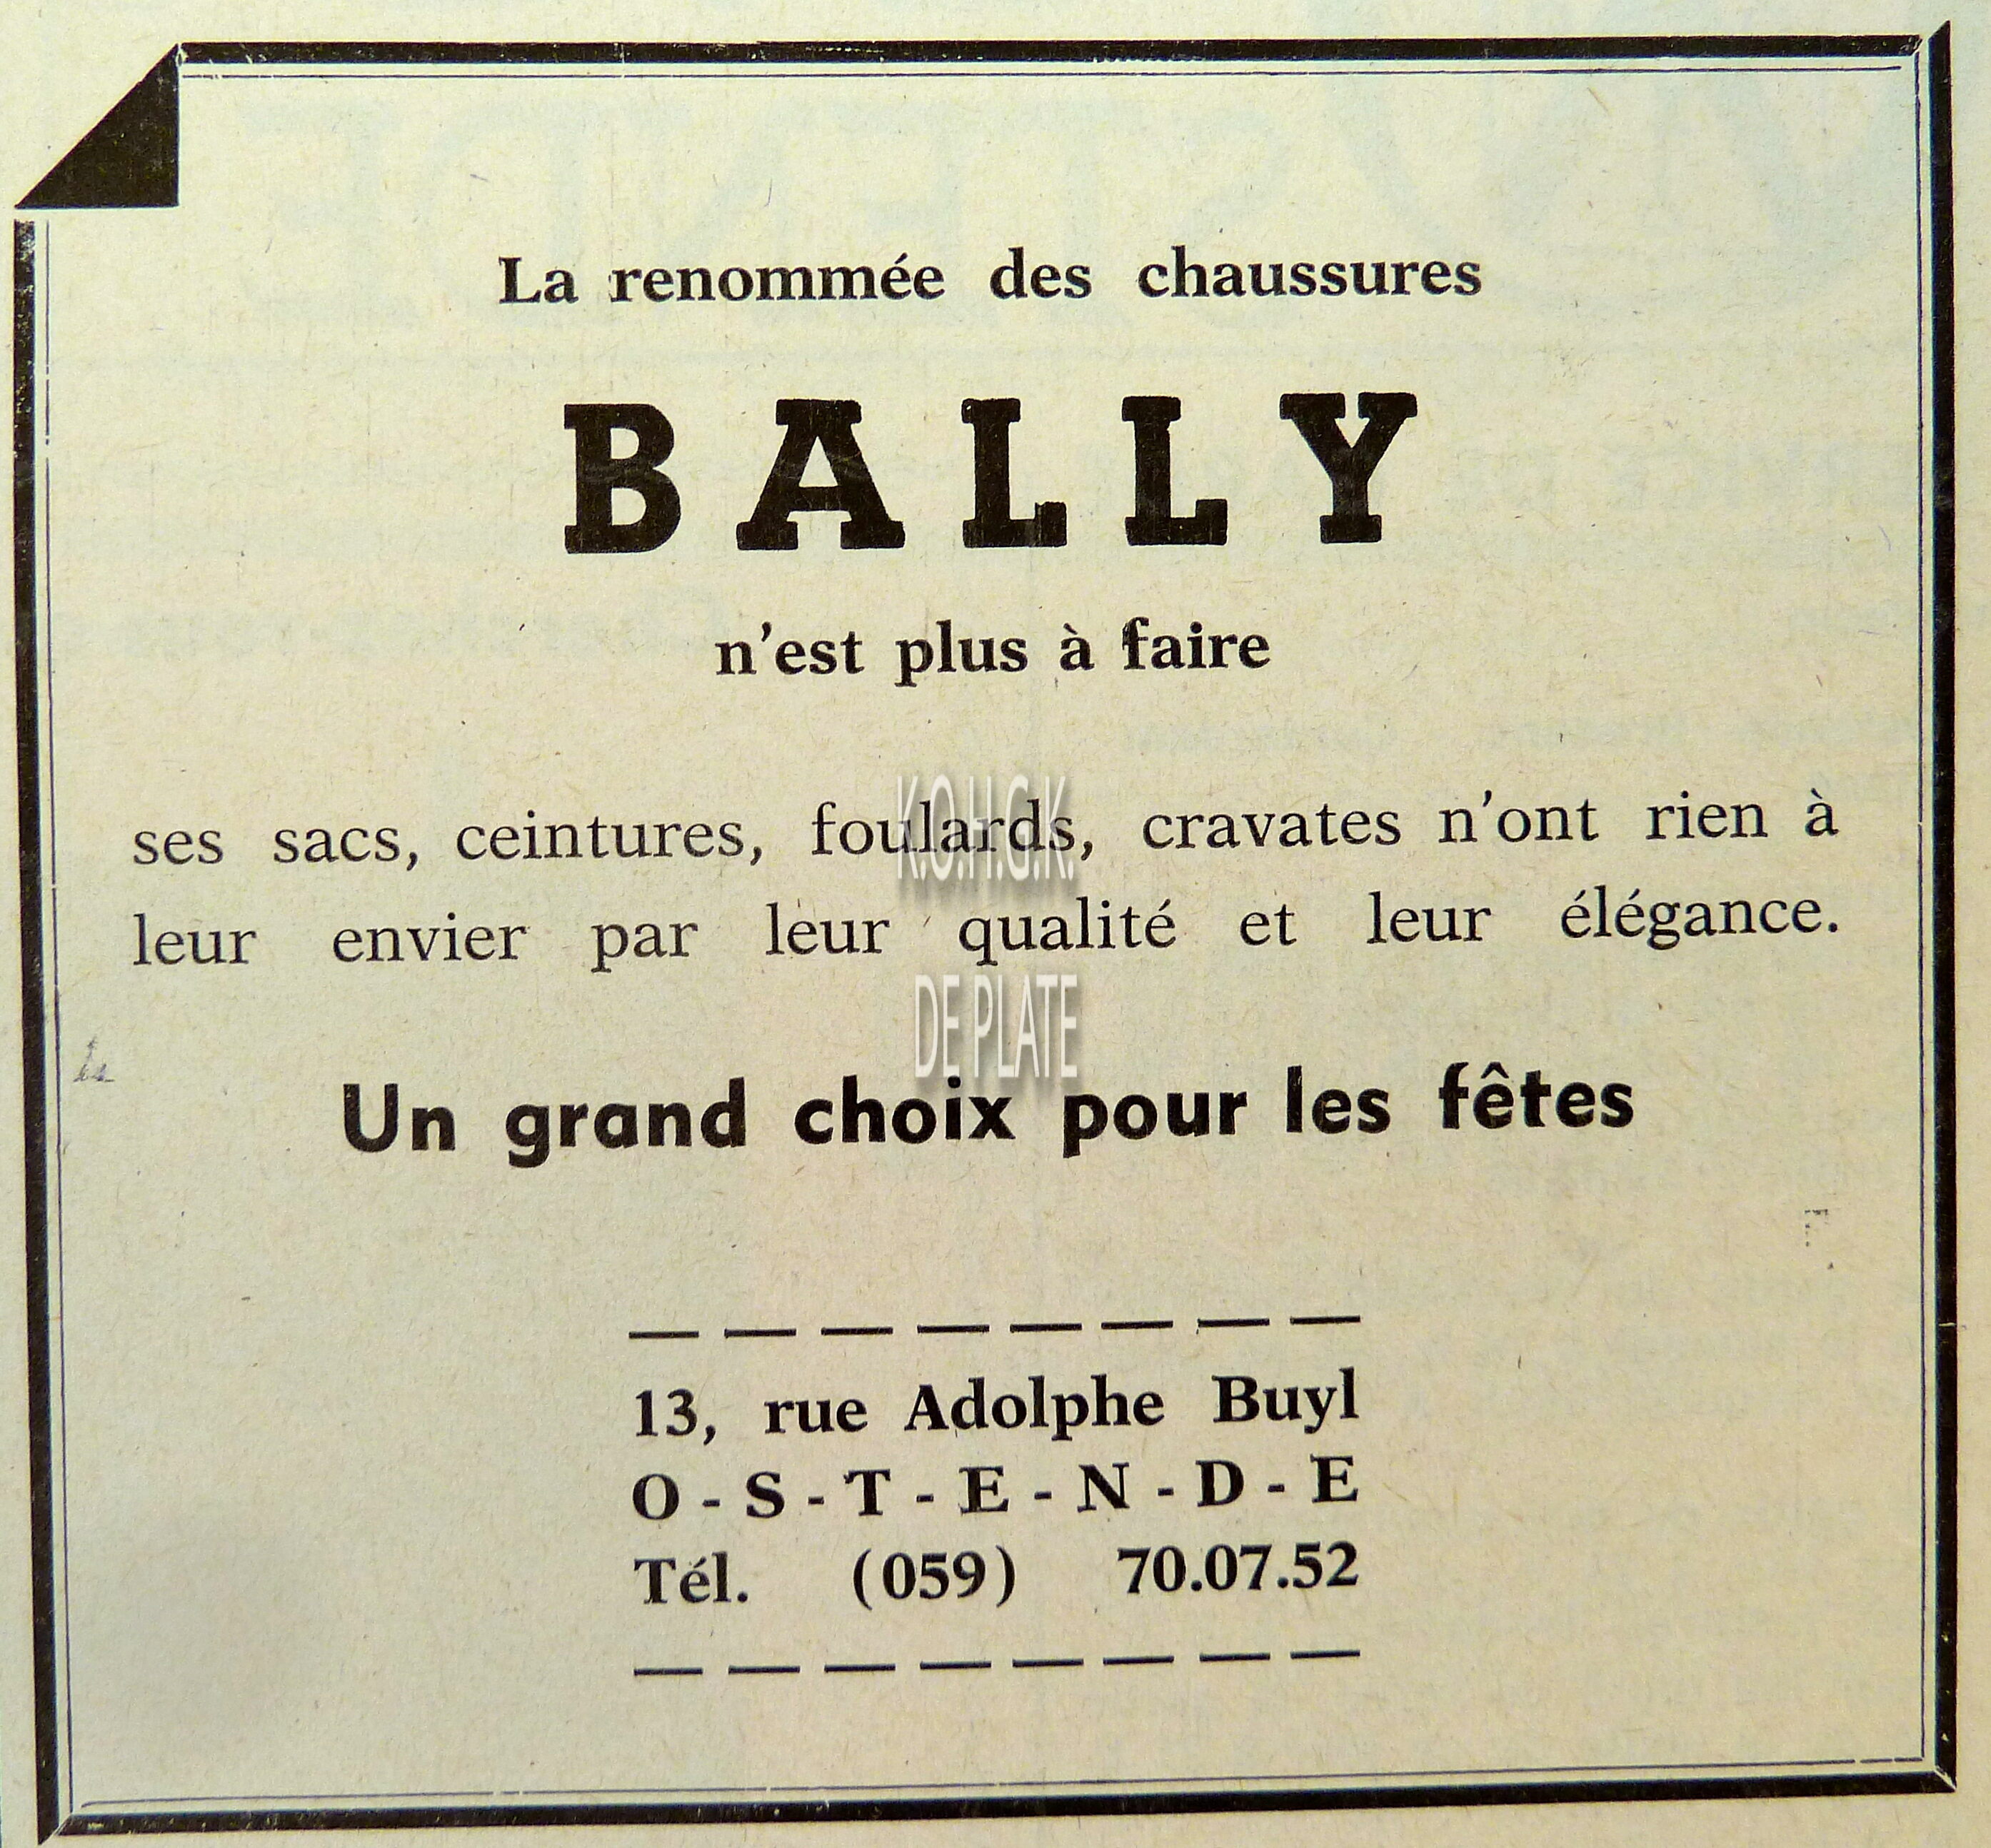 La renommée des chaussures
BALLY
n'est plus à faire
ses sacs, ceintures, foulards, cravates n'ont rien à
K.O.H.G.K.
leur envier par leur qualité et leur élégance.
DE PLATE
Un grand choix pour les fêtes
13, rue Adolphe Buyl
O - S - T - E - N - D - E
Tél. (059) 70.07.52